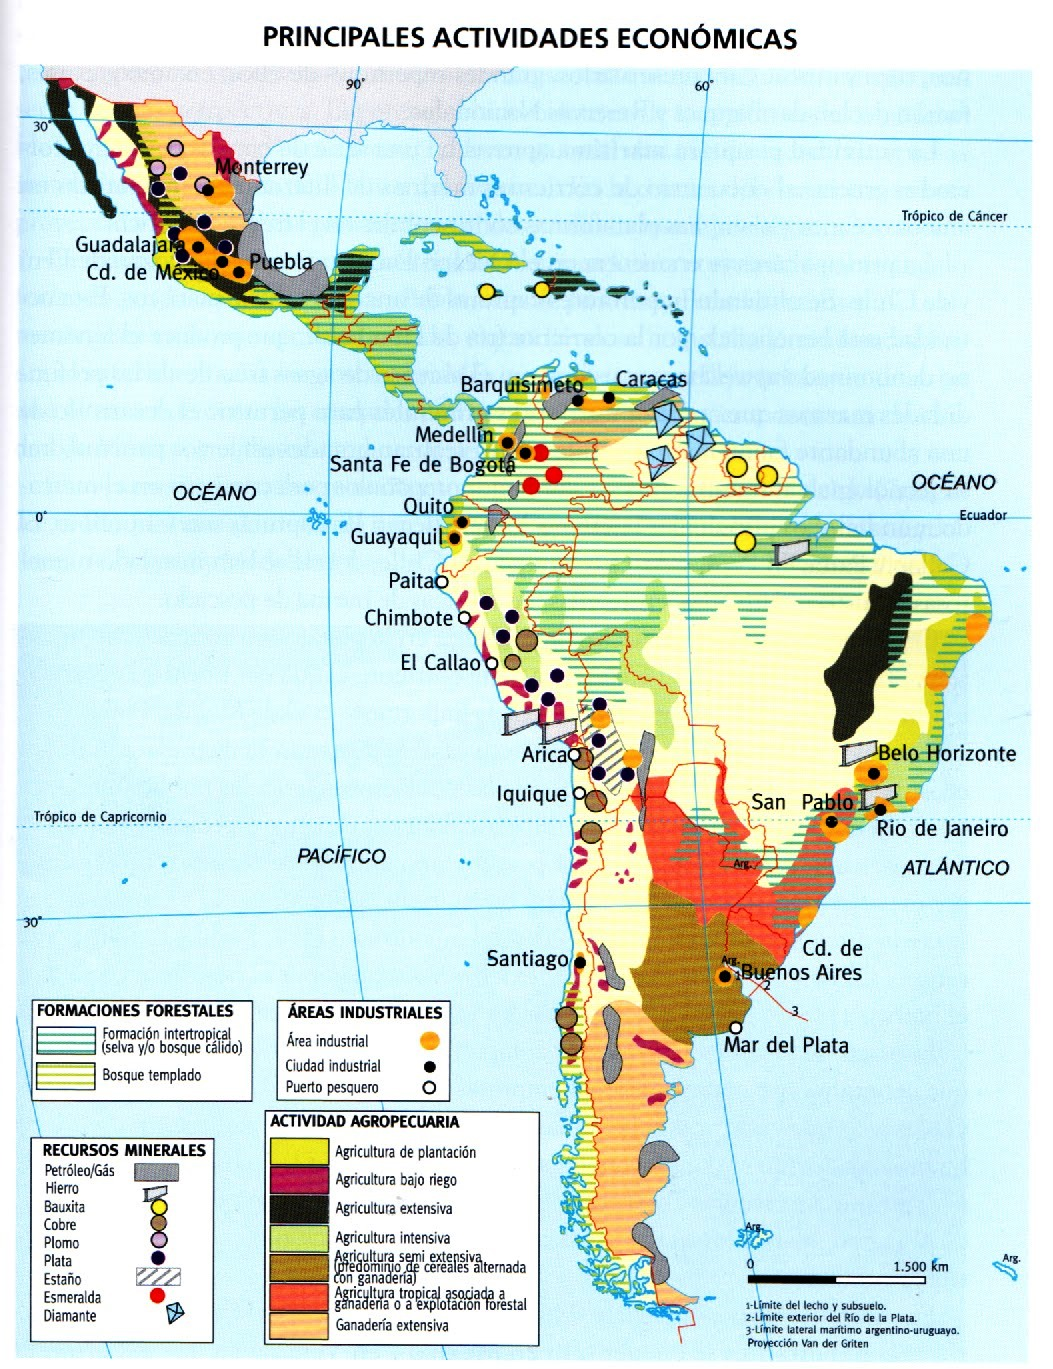 PRINCIPALES ACTIVIDADES ECONÓMICAS
90°
60°
30°
Monterrey
Trópico de Cáncer
Guadalajara
Cd. de México
Puebla
Barquisimeto
Caracas
Medellín
Santa Fe de Bogotá
OCÉANO
OCÉANO
Quito
0°
Ecuador
Guayaquil
Paita
Chimbote
El Callao
Arica
Belo Horizonte
Iquique
San Pablo
Trópico de Capricornio
Rio de Janeiro
PACÍFICO
Arg.
ATLÁNTICO
30°
Cd. de
Buenos Aires
Santiago
Arg.
1
2
3
Mar del Plata
FORMACIONES FORESTALES
Formación intertropical
(selva y/o bosque cálido)
Bosque templado
ÁREAS INDUSTRIALES
Área industrial
Ciudad industrial
Puerto pesquero
RECURSOS MINERALES
Petróleo/Gás
Hierro
Bauxita
Cobre
Plomo
Plata
Estaño
Esmeralda
Diamante
ACTIVIDAD AGROPECUARIA
Agricultura de plantación
Agricultura bajo riego
Agricultura extensiva
Agricultura intensiva
Agricultura semi extensiva
(predominio de cereales alternada
con ganadería)
Agricultura tropical asociada a
ganadería o a explotación forestal
Ganadería extensiva
Arg.
Arg.
0
1.500 km
1-Límite del lecho y subsuelo.
2-Límite exterior del Río de la Plata.
3-Límite lateral marítimo argentino-uruguayo.
Proyección Van der Griten